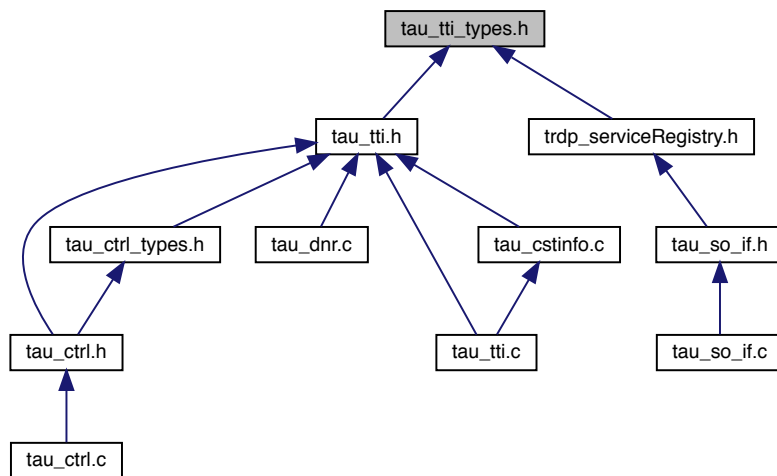 tau_tti_types.h
tau_tti.h
trdp_serviceRegistry.h
tau_ctrl_types.h
tau_dnr.c
tau_cstinfo.c
tau_so_if.h
tau_ctrl.h
tau_tti.c
tau_so_if.c
tau_ctrl.c